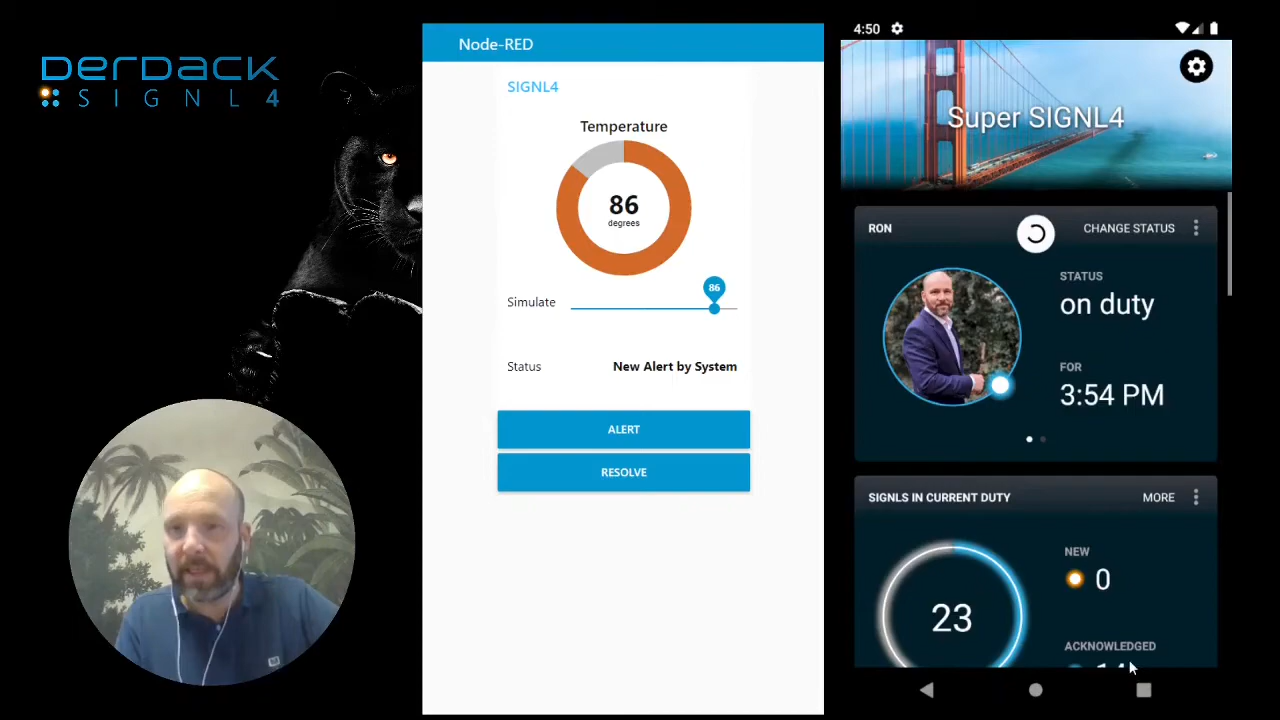 DERDACK
SIGNL4
Node-RED
SIGNL4
Temperature
86
degrees
86
Simulate
Status New Alert by System
ALERT
RESOLVE
4:50
Super SIGNL4
RON CHANGE STATUS
STATUS
on duty
FOR
3:54 PM
SIGNLS IN CURRENT DUTY MORE
23
NEW
0
ACKNOWLEDGED